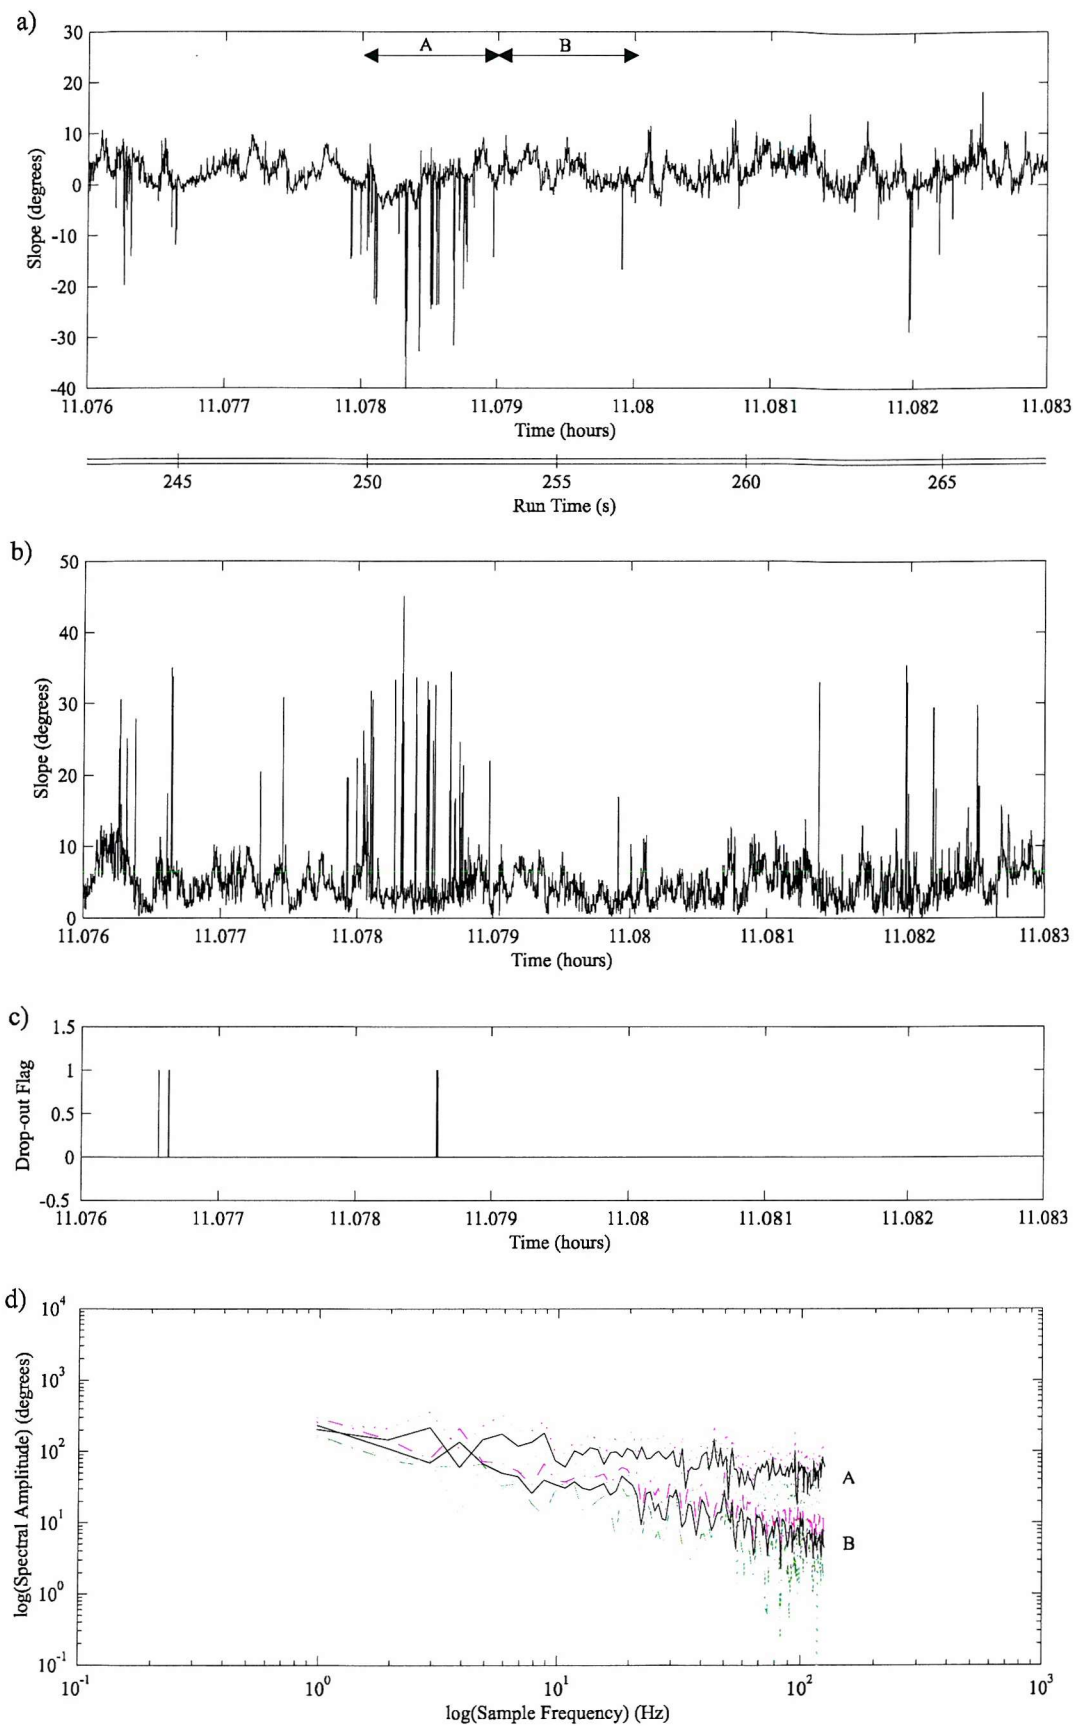 a)
30
20
10
0
-10
-20
-30
-40
Slope (degrees)
A
B
11.076 11.077 11.078 11.079 11.08 11.081 11.082 11.083
Time (hours)
245 250 255 260 265
Run Time (s)
b)
50
40
30
20
10
0
Slope (degrees)
11.076 11.077 11.078 11.079 11.08 11.081 11.082 11.083
Time (hours)
c)
1.5
1
0.5
0
-0.5
Drop-out Flag
11.076 11.077 11.078 11.079 11.08 11.081 11.082 11.083
Time (hours)
d)
10^4
10^3
10^2
10^1
10^0
10^-1
log(Spectral Amplitude) (degrees)
A
B
10^-1 10^0 10^1 10^2 10^3
log(Sample Frequency) (Hz)